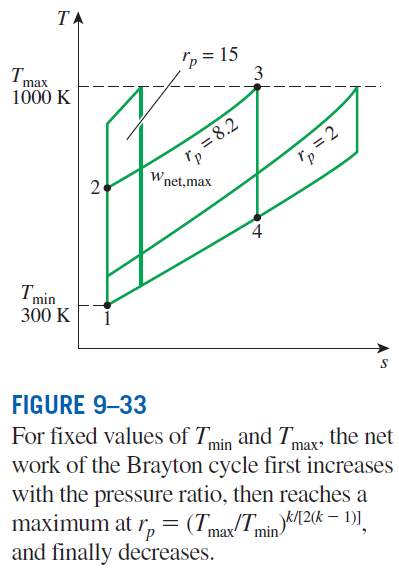 T
r_p = 15
T_max
1000 K
3
r_p = 8.2
r_p = 2
2
w_net,max
4
T_min
300 K
1
s
FIGURE 9–33
For fixed values of T_min and T_max, the net
work of the Brayton cycle first increases
with the pressure ratio, then reaches a
maximum at r_p = (T_max/T_min)^k/[2(k − 1)],
and finally decreases.